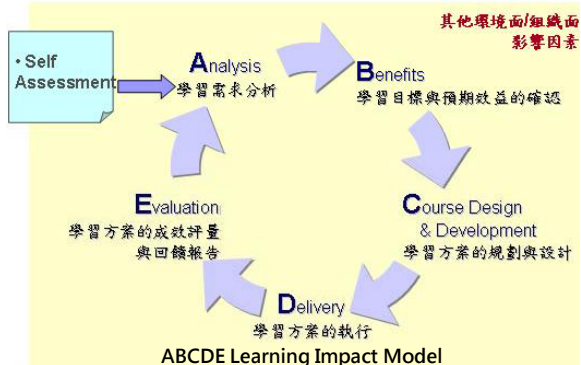 其他環境面/組織面
影響因素
• Self
Assessment
Analysis
學習需求分析
Benefits
學習目標與預期效益的確認
Course Design
& Development
學習方案的規劃與設計
Delivery
學習方案的執行
Evaluation
學習方案的成效評量
與回饋報告
ABCDE Learning Impact Model